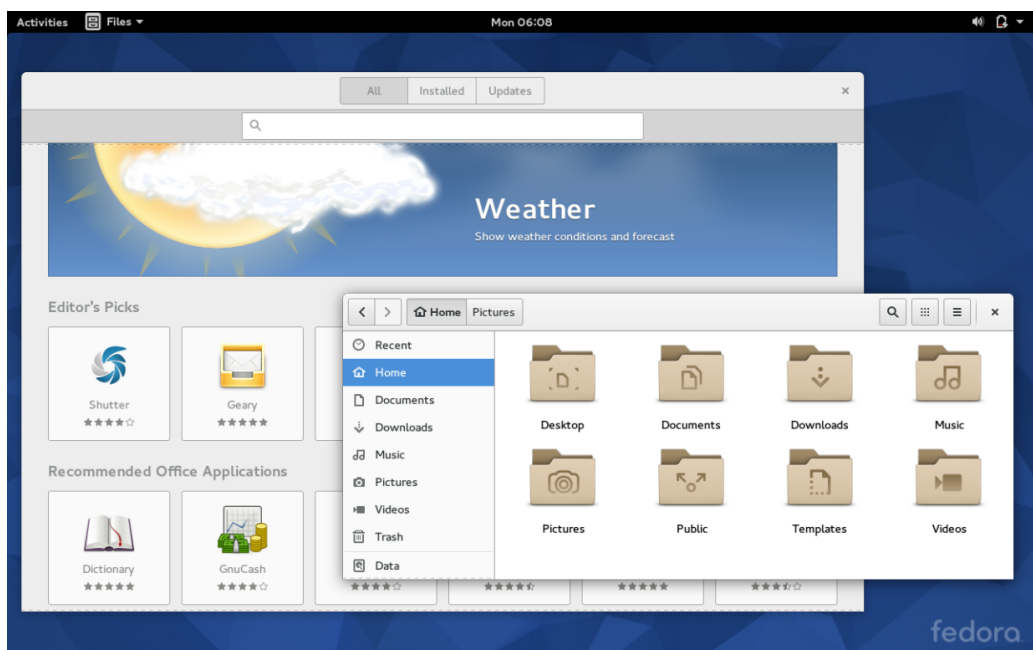 Activities Files Mon 06:08
All Installed Updates
Weather
Show weather conditions and forecast
Editor's Picks
Shutter Geary
Recommended Office Applications
Dictionary GnuCash
Home Pictures
Recent
Home
Documents
Downloads
Music
Pictures
Videos
Trash
Data
Desktop Documents Downloads Music
Pictures Public Templates Videos
fedora